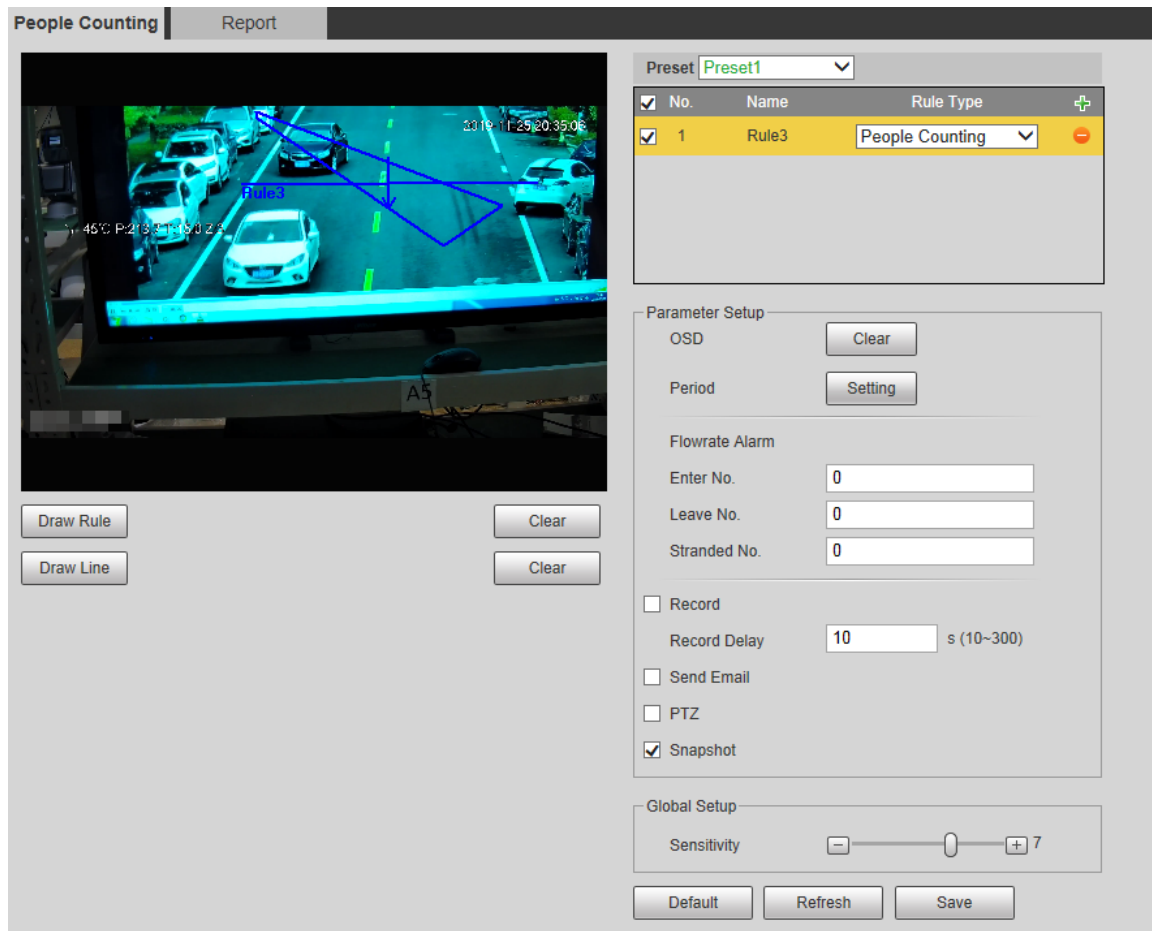 People Counting Report
Preset Preset1
No. Name Rule Type
1 Rule3 People Counting
2019-11-25 20:35:06
Rule3
A5
Draw Rule Clear
Draw Line Clear
Parameter Setup
OSD Clear
Period Setting
Flowrate Alarm
Enter No. 0
Leave No. 0
Stranded No. 0
Record
Record Delay 10 s (10~300)
Send Email
PTZ
Snapshot
Global Setup
Sensitivity 7
Default Refresh Save